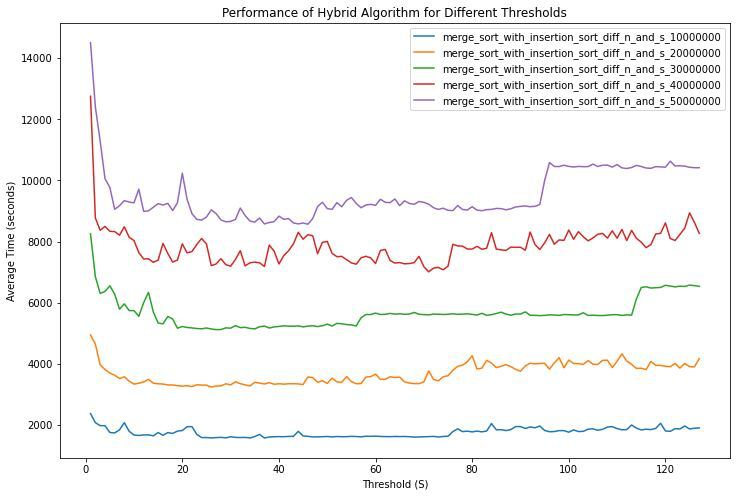 Performance of Hybrid Algorithm for Different Thresholds
merge_sort_with_insertion_sort_diff_n_and_s_10000000
merge_sort_with_insertion_sort_diff_n_and_s_20000000
merge_sort_with_insertion_sort_diff_n_and_s_30000000
merge_sort_with_insertion_sort_diff_n_and_s_40000000
merge_sort_with_insertion_sort_diff_n_and_s_50000000
Average Time (seconds)
14000
12000
10000
8000
6000
4000
2000
0 20 40 60 80 100 120
Threshold (S)